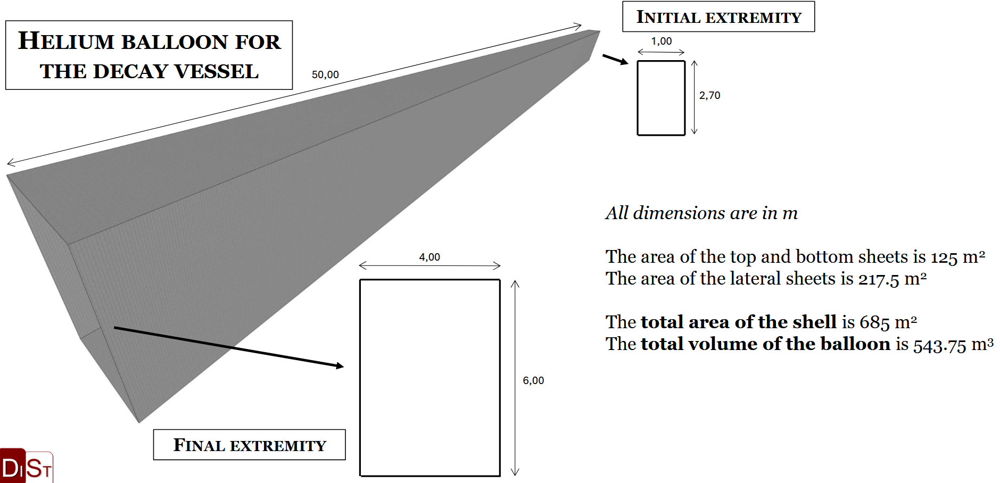 HELIUM BALLOON FOR
THE DECAY VESSEL
50,00
INITIAL EXTREMITY
1,00
2,70
All dimensions are in m
The area of the top and bottom sheets is 125 m²
The area of the lateral sheets is 217.5 m²
The total area of the shell is 685 m²
The total volume of the balloon is 543.75 m³
4,00
6,00
FINAL EXTREMITY
DIST